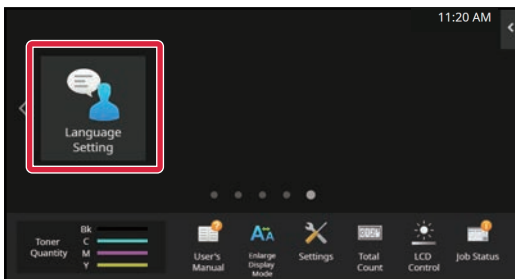 11:20 AM
Language
Setting
Toner
Quantity
Bk
C
M
Y
User's
Manual
Enlarge
Display
Mode
Settings
Total
Count
LCD
Control
Job Status